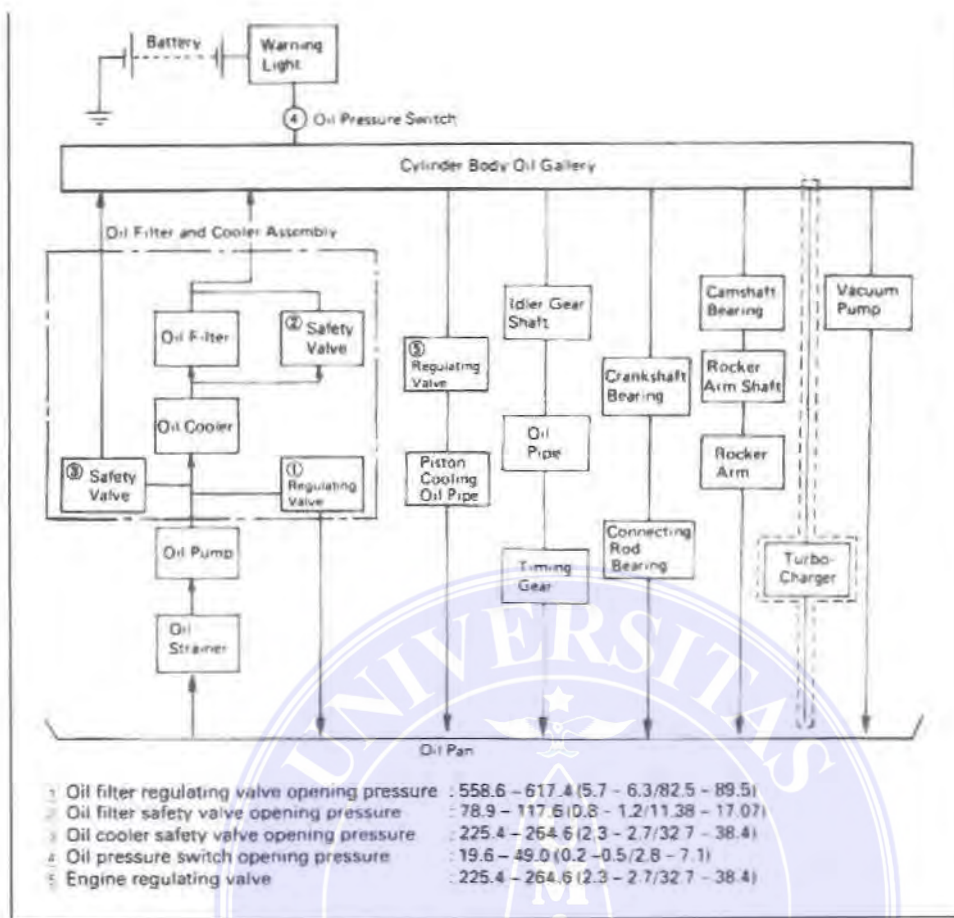 Battery
Warning
Light
④ Oil Pressure Switch
Cylinder Body Oil Gallery
Oil Filter and Cooler Assembly
Oil Filter
② Safety
Valve
Oil Cooler
③ Safety
Valve
①
Regulating
Valve
Oil Pump
Oil
Strainer
⑤
Regulating
Valve
Piston
Cooling
Oil Pipe
Idler Gear
Shaft
Oil
Pipe
Timing
Gear
Crankshaft
Bearing
Connecting
Rod
Bearing
Camshaft
Bearing
Rocker
Arm Shaft
Rocker
Arm
Turbo-
Charger
Vacuum
Pump
Oil Pan
UNIVERSITAS
M
1 Oil filter regulating valve opening pressure : 558.6 – 617.4 (5.7 – 6.3/82.5 – 89.5)
2 Oil filter safety valve opening pressure : 78.9 – 117.6 (0.8 – 1.2/11.38 – 17.07)
3 Oil cooler safety valve opening pressure : 225.4 – 264.6 (2.3 – 2.7/32.7 – 38.4)
4 Oil pressure switch opening pressure : 19.6 – 49.0 (0.2 –0.5/2.8 – 7.1)
5 Engine regulating valve : 225.4 – 264.6 (2.3 – 2.7/32.7 – 38.4)